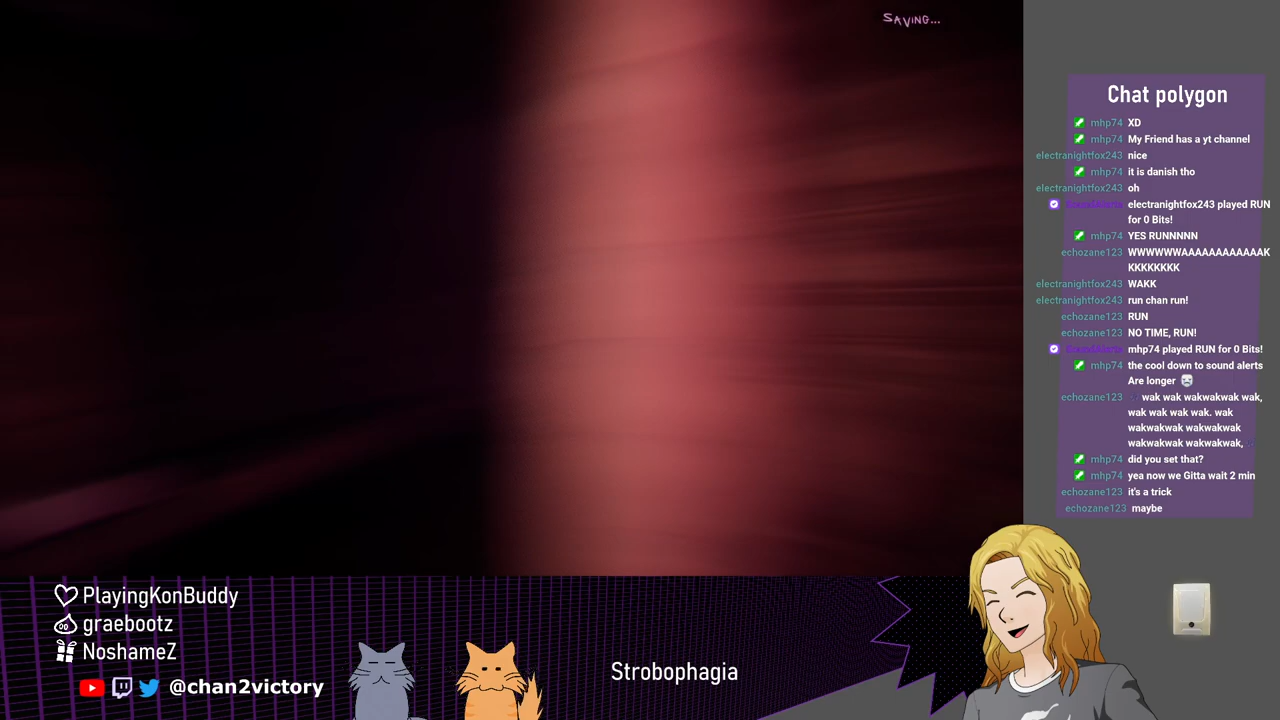 SAVING...
Chat polygon
mhp74 XD
mhp74 My Friend has a yt channel
electranightfox243 nice
mhp74 it is danish tho
electranightfox243 oh
electranightfox243 played RUN
for 0 Bits!
mhp74 YES RUNNNNN
echozane123 WWWWWWAAAAAAAAAAAAK
KKKKKKKK
electranightfox243 WAKK
electranightfox243 run chan run!
echozane123 RUN
echozane123 NO TIME, RUN!
mhp74 played RUN for 0 Bits!
mhp74 the cool down to sound alerts
Are longer
echozane123 wak wak wakwakwak wak,
wak wak wak wak. wak
wakwakwak wakwakwak
wakwakwak wakwakwak,
mhp74 did you set that?
mhp74 yea now we Gitta wait 2 min
echozane123 it's a trick
echozane123 maybe
PlayingKonBuddy
graebootz
NoshameZ
@chan2victory
Strobophagia